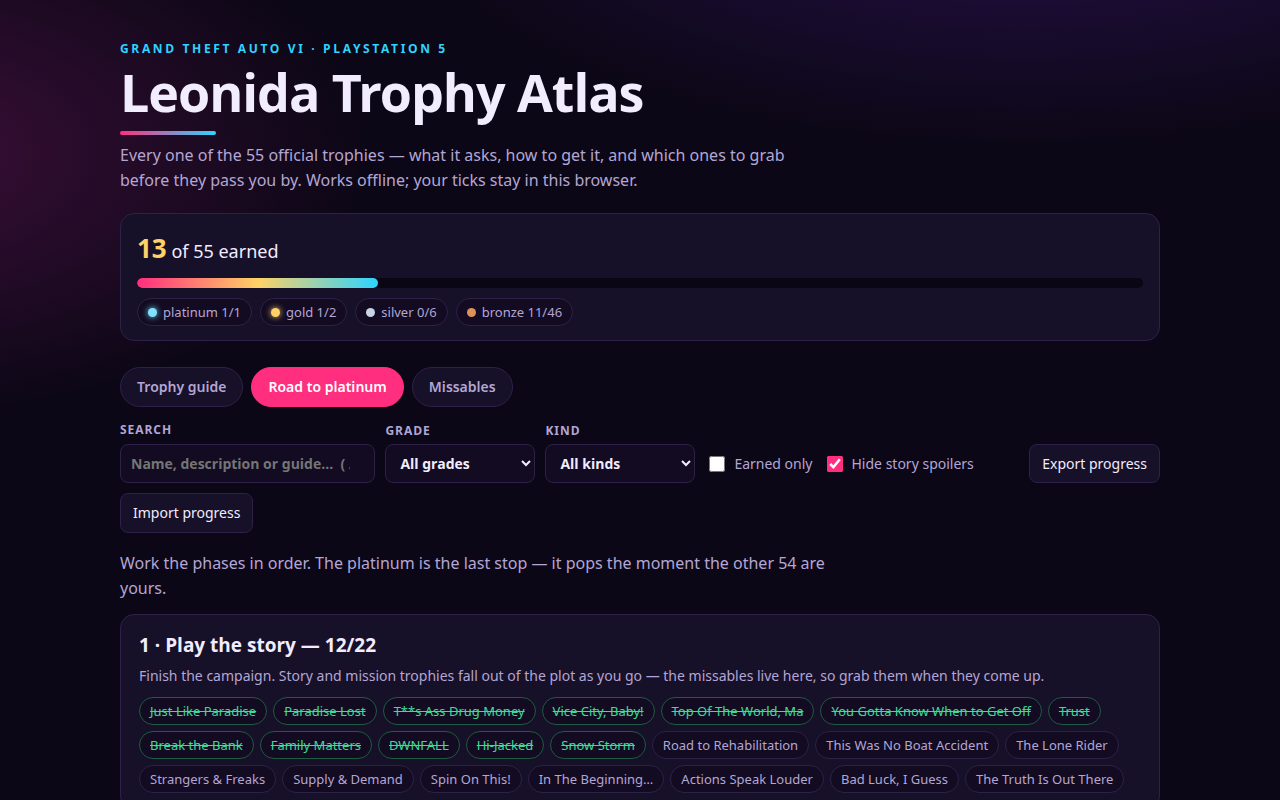 GRAND THEFT AUTO VI · PLAYSTATION 5
Leonida Trophy Atlas
Every one of the 55 official trophies — what it asks, how to get it, and which ones to grab
before they pass you by. Works offline; your ticks stay in this browser.
13 of 55 earned
platinum 1/1 gold 1/2 silver 0/6 bronze 11/46
Trophy guide Road to platinum Missables
SEARCH GRADE KIND
Name, description or guide… ( All grades All kinds Earned only Hide story spoilers Export progress
Import progress
Work the phases in order. The platinum is the last stop — it pops the moment the other 54 are
yours.
1 · Play the story — 12/22
Finish the campaign. Story and mission trophies fall out of the plot as you go — the missables live here, so grab them when they come up.
Just Like Paradise Paradise Lost T**s Ass Drug Money Vice City, Baby! Top Of The World, Ma You Gotta Know When to Get Off Trust
Break the Bank Family Matters DWNFALL Hi-Jacked Snow Storm Road to Rehabilitation This Was No Boat Accident The Lone Rider
Strangers & Freaks Supply & Demand Spin On This! In The Beginning… Actions Speak Louder Bad Luck, I Guess The Truth Is Out There